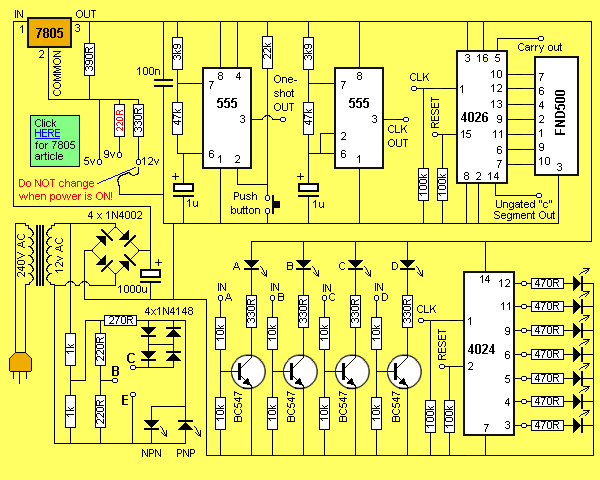 IN
OUT
1
7805
3
2
COMMON
390R
220R
330R
5v
9v
12v
Click
HERE
for 7805
article
Do NOT change
when power is ON!
100n
3k9
47k
7
8
4
6
555
3
1
2
1u
22k
One-
shot
OUT
Push
button
3k9
47k
7
8
4
6
2
555
3
1
1u
CLK
OUT
CLK
RESET
100k
100k
3
16
5
1
15
4026
10
12
13
11
6
7
8
2
14
Carry out
Ungated "c"
Segment Out
7
6
4
2
1
9
10
FND500
3
4 x 1N4002
240V AC
12v AC
1000u
1k
1k
270R
220R
220R
4x1N4148
C
B
E
NPN
PNP
A
B
C
D
IN
A
IN
B
IN
C
IN
D
330R
330R
330R
330R
10k
10k
10k
10k
10k
10k
10k
10k
BC547
BC547
BC547
BC547
CLK
RESET
100k
100k
14
1
2
4024
7
12
11
9
6
5
4
3
470R
470R
470R
470R
470R
470R
470R